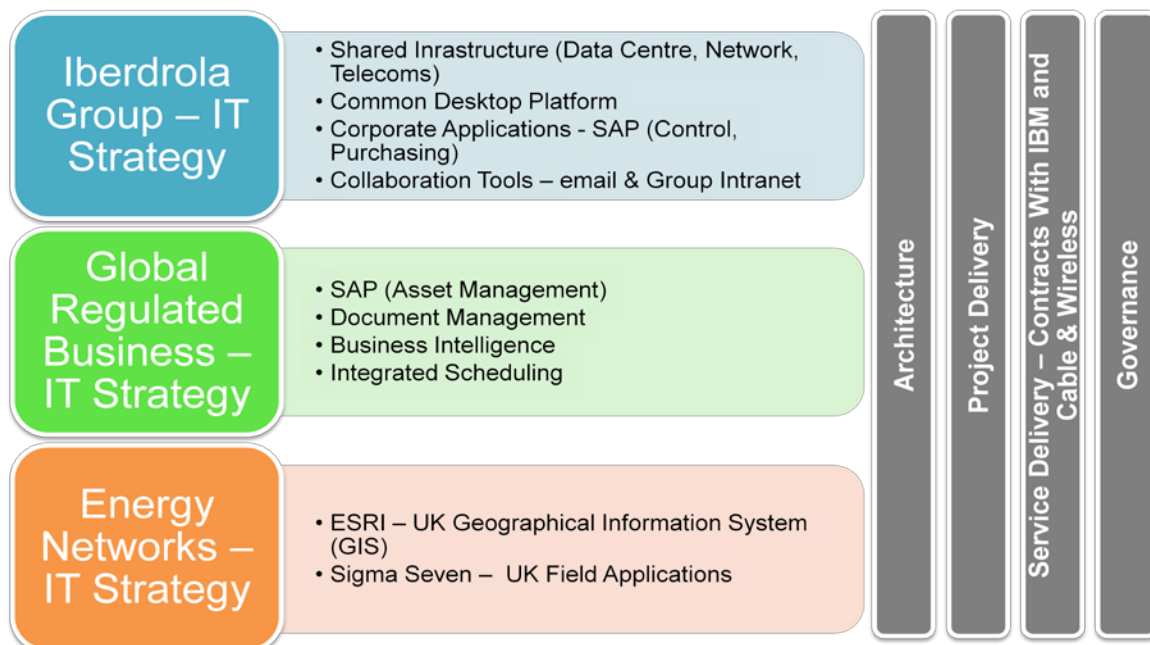 Iberdrola
Group – IT
Strategy
• Shared Inrastructure (Data Centre, Network,
Telecoms)
• Common Desktop Platform
• Corporate Applications - SAP (Control,
Purchasing)
• Collaboration Tools – email & Group Intranet
Global
Regulated
Business –
IT Strategy
• SAP (Asset Management)
• Document Management
• Business Intelligence
• Integrated Scheduling
Energy
Networks –
IT Strategy
• ESRI – UK Geographical Information System
(GIS)
• Sigma Seven – UK Field Applications
Architecture
Project Delivery
Service Delivery – Contracts With IBM and
Cable & Wireless
Governance